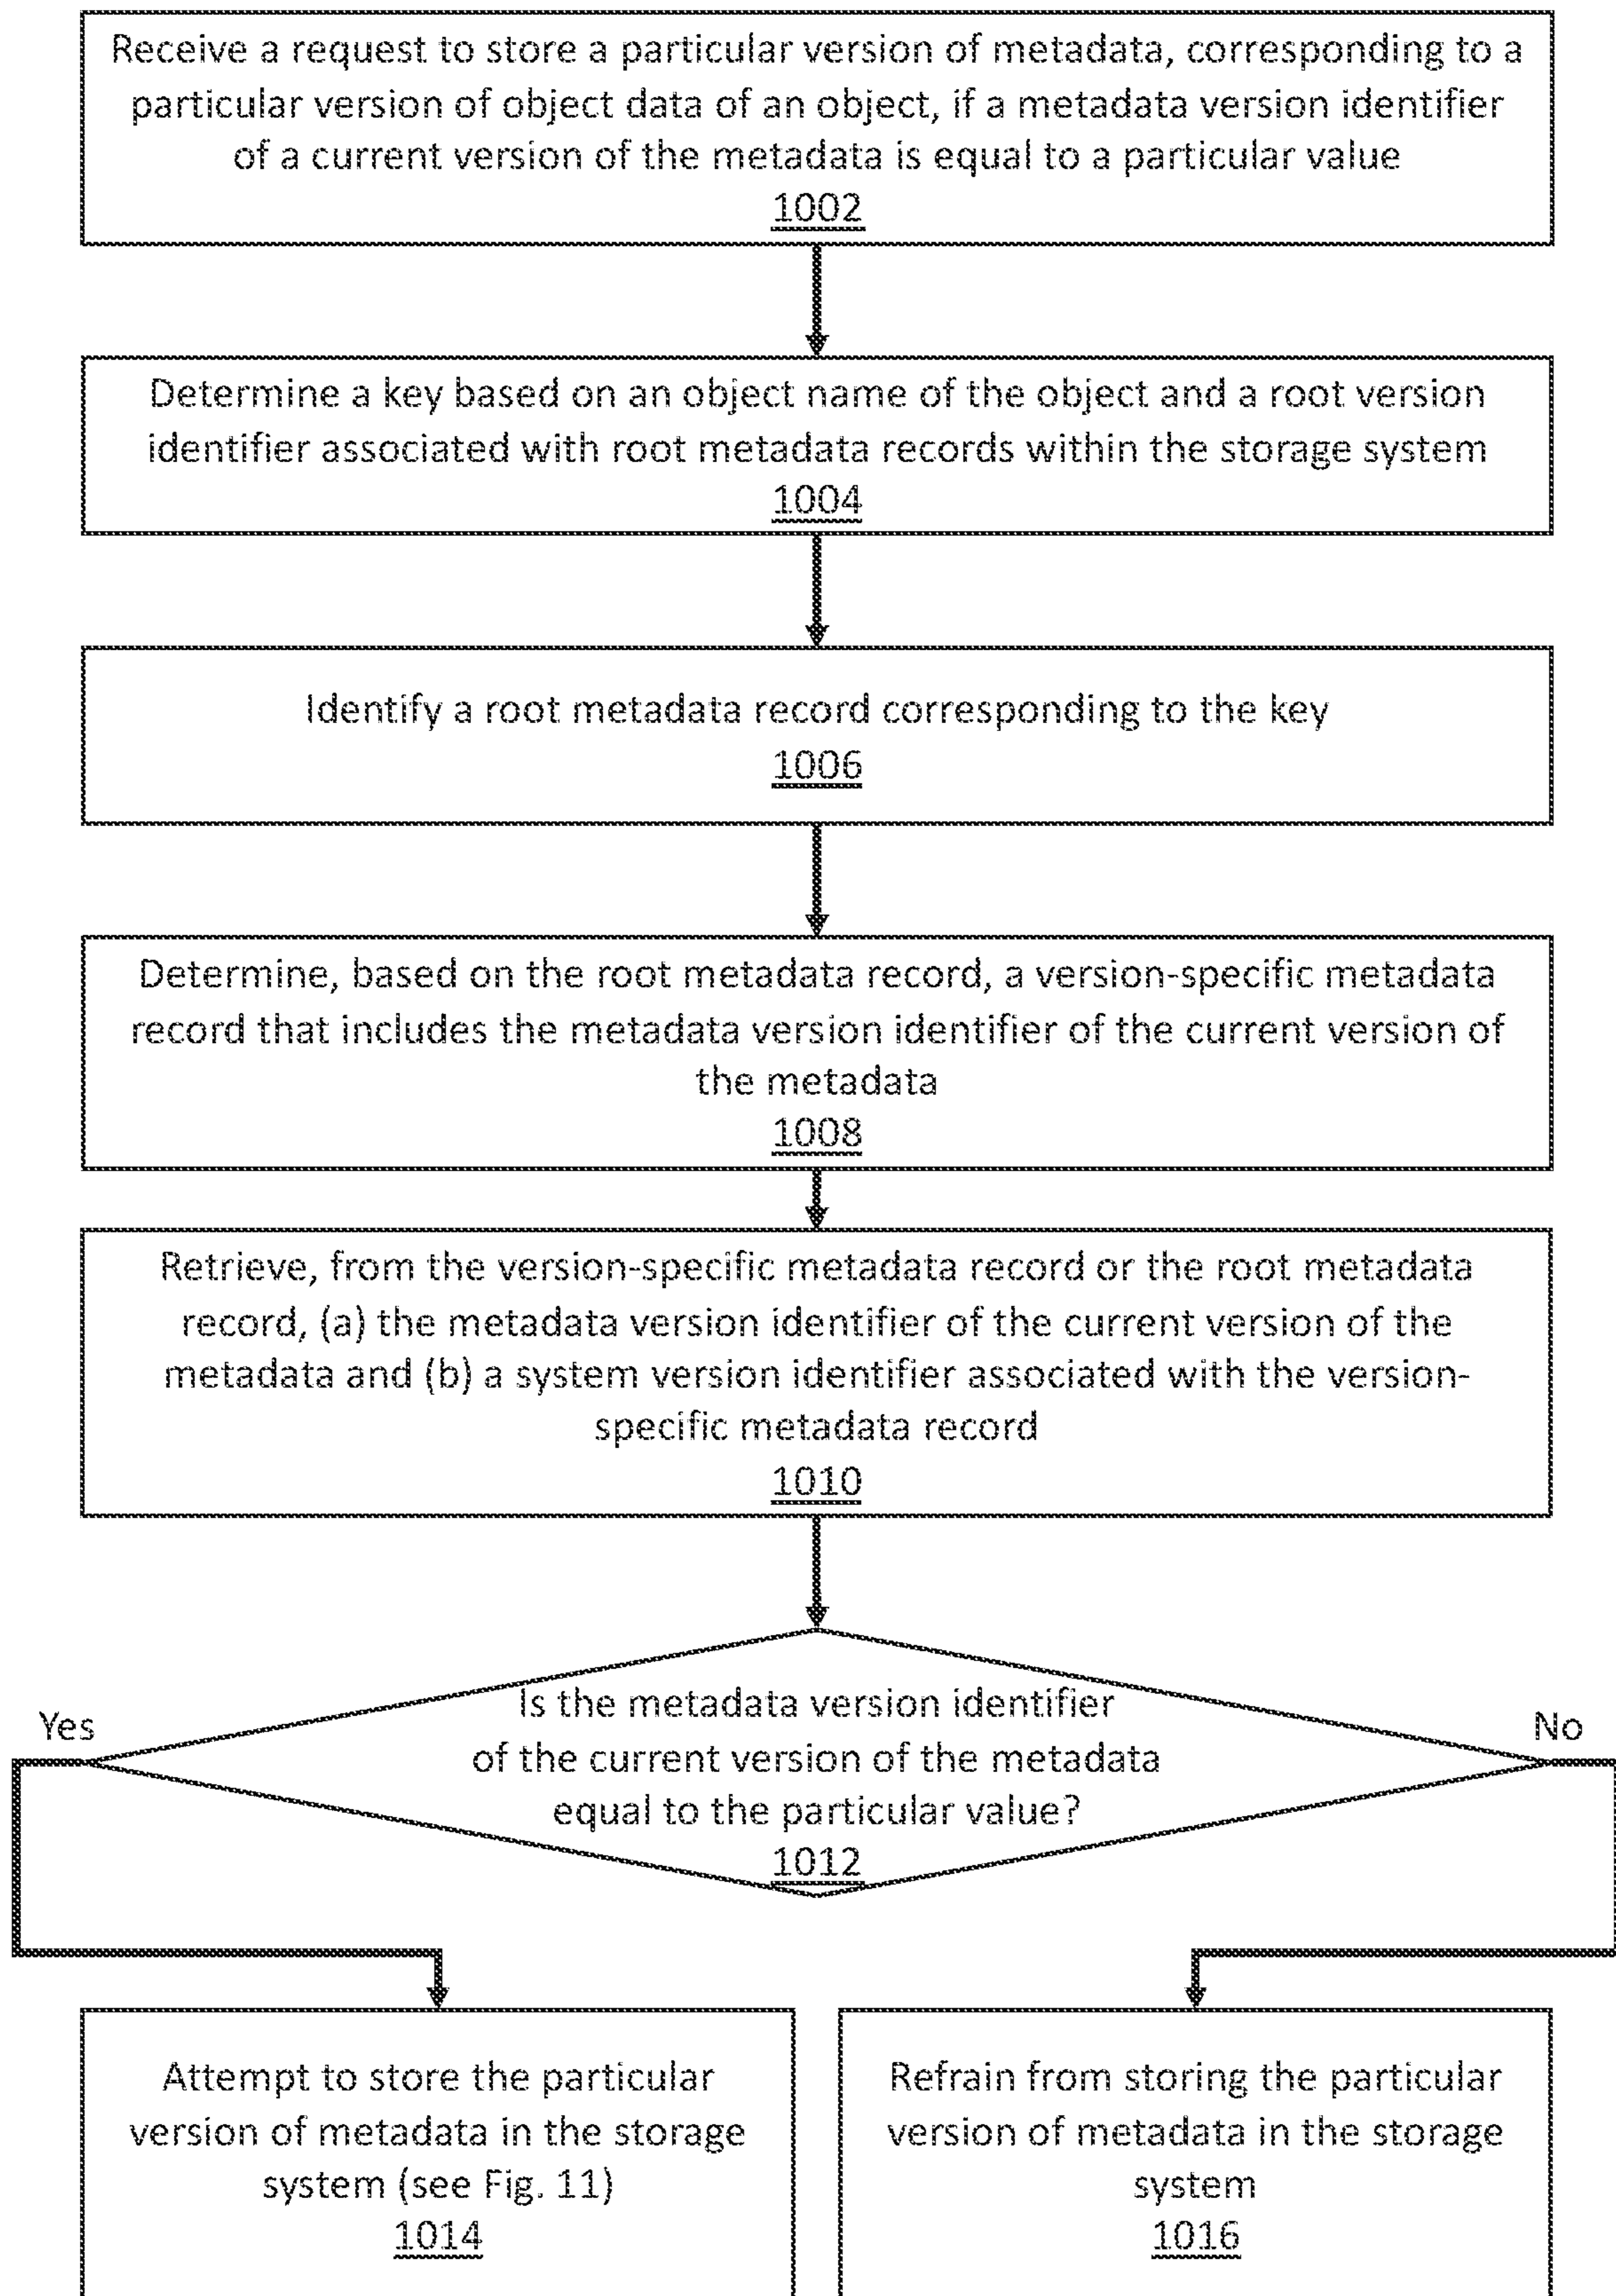 Receive a request to store a particular version of metadata, corresponding to a
particular version of object data of an object, if a metadata version identifier
of a current version of the metadata is equal to a particular value
1002
Determine a key based on an object name of the object and a root version
identifier associated with root metadata records within the storage system
1004
Identify a root metadata record corresponding to the key
1006
Determine, based on the root metadata record, a version-specific metadata
record that includes the metadata version identifier of the current version of
the metadata
1008
Retrieve, from the version-specific metadata record or the root metadata
record, (a) the metadata version identifier of the current version of the
metadata and (b) a system version identifier associated with the version-
specific metadata record
1010
Is the metadata version identifier
of the current version of the metadata
equal to the particular value?
1012
Yes
No
Attempt to store the particular
version of metadata in the storage
system (see Fig. 11)
1014
Refrain from storing the particular
version of metadata in the storage
system
1016